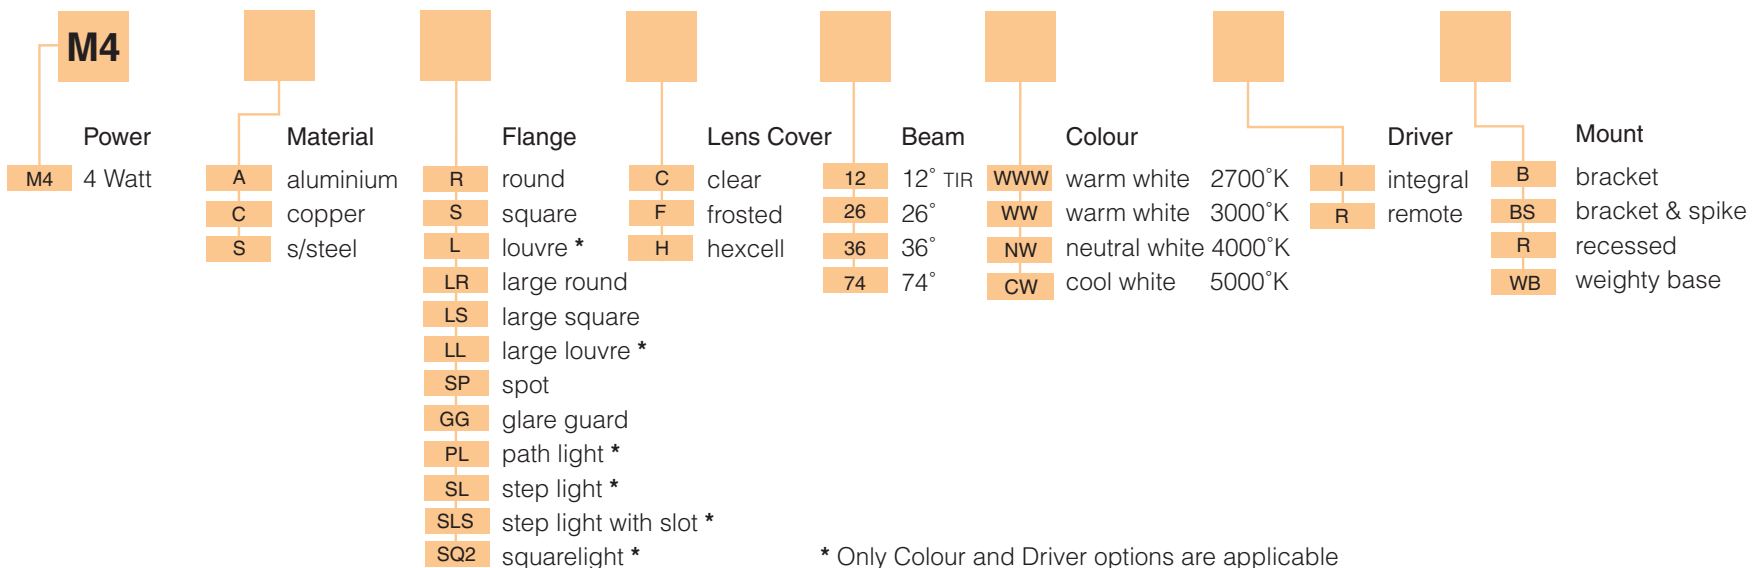 M4
Power Material Flange Lens Cover Beam Colour Driver Mount
M4 4 Watt A aluminium R round C clear 12 12° TIR WWW warm white 2700°K I integral B bracket
C copper S square F frosted 26 26° WW warm white 3000°K R remote BS bracket & spike
S s/steel L louvre * H hexcell 36 36° NW neutral white 4000°K R recessed
LR large round 74 74° CW cool white 5000°K WB weighty base
LS large square
LL large louvre *
SP spot
GG glare guard
PL path light *
SL step light *
SLS step light with slot *
SQ2 squarelight * * Only Colour and Driver options are applicable